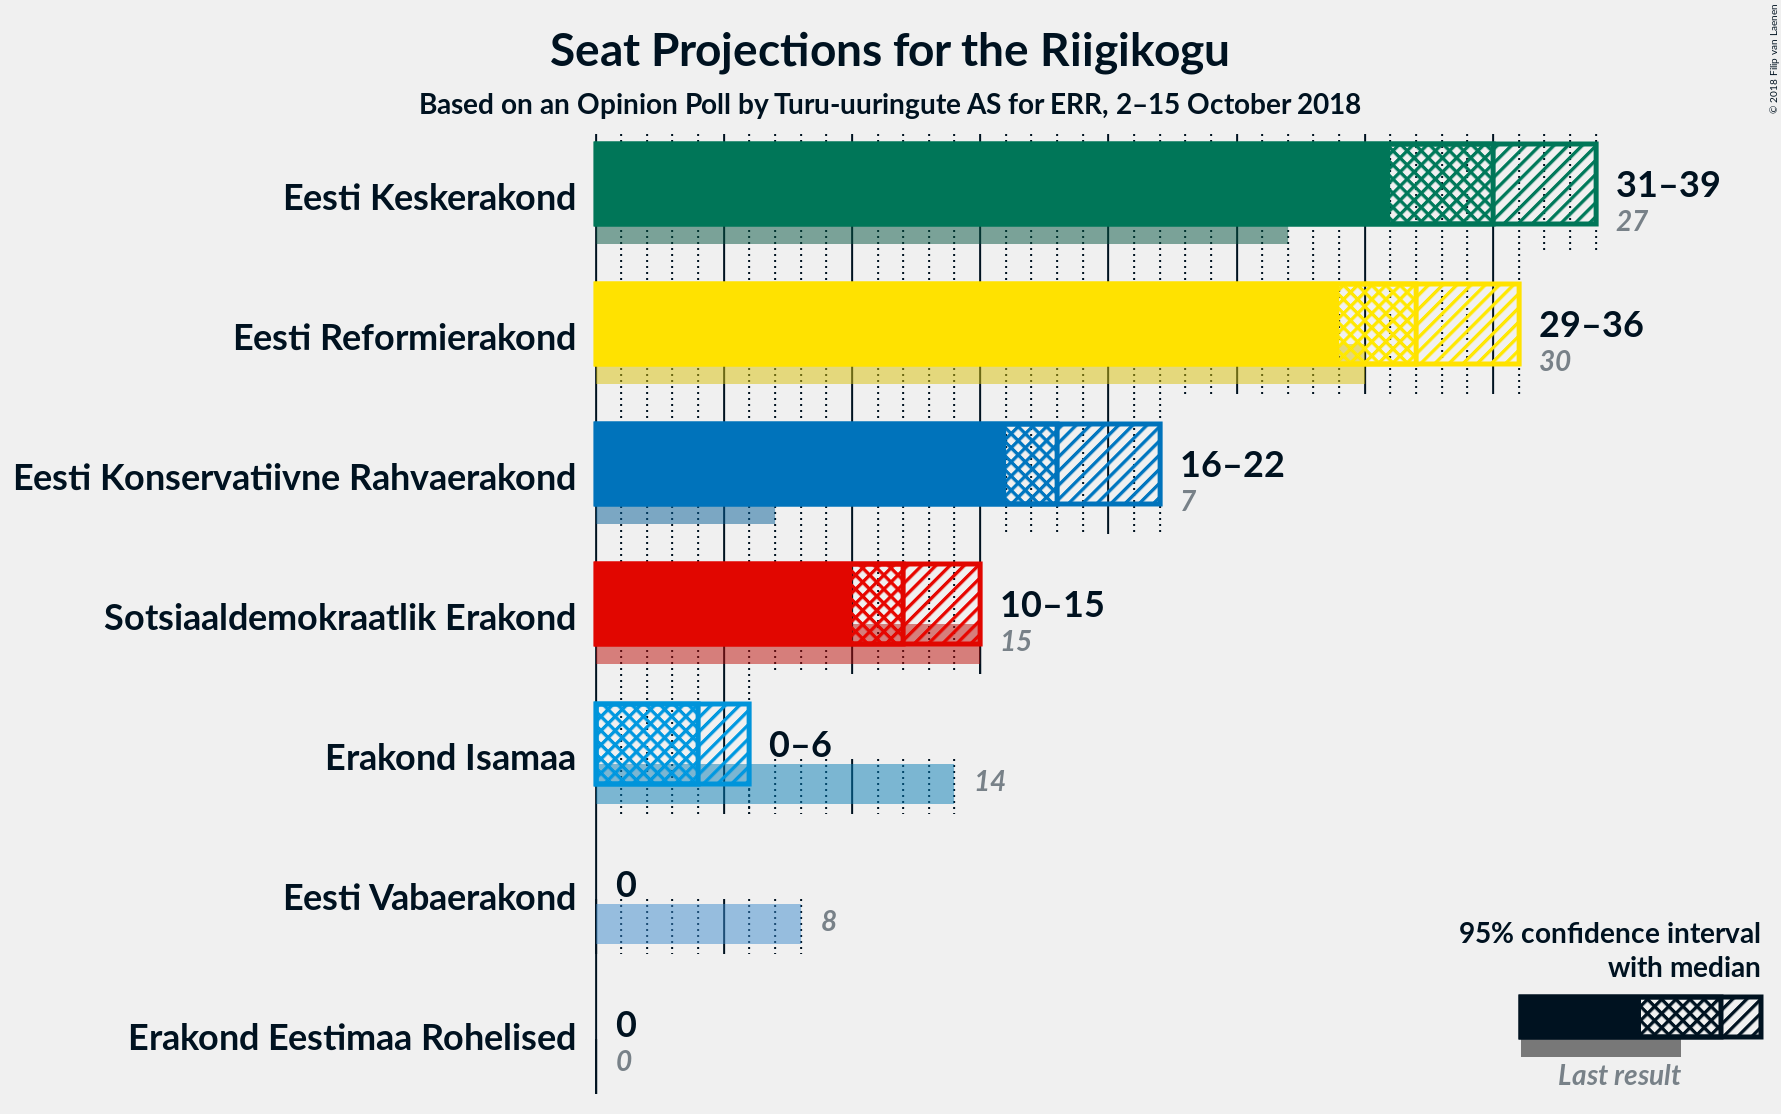 Seat Projections for the Riigikogu
Based on an Opinion Poll by Turu-uuringute AS for ERR, 2–15 October 2018
© 2018 Filip van Laenen
Eesti Keskerakond
31–39
27
Eesti Reformierakond
29–36
30
Eesti Konservatiivne Rahvaerakond
16–22
7
Sotsiaaldemokraatlik Erakond
10–15
15
Erakond Isamaa
0–6
14
Eesti Vabaerakond
0
8
Erakond Eestimaa Rohelised
0
0
95% confidence interval
with median
Last result